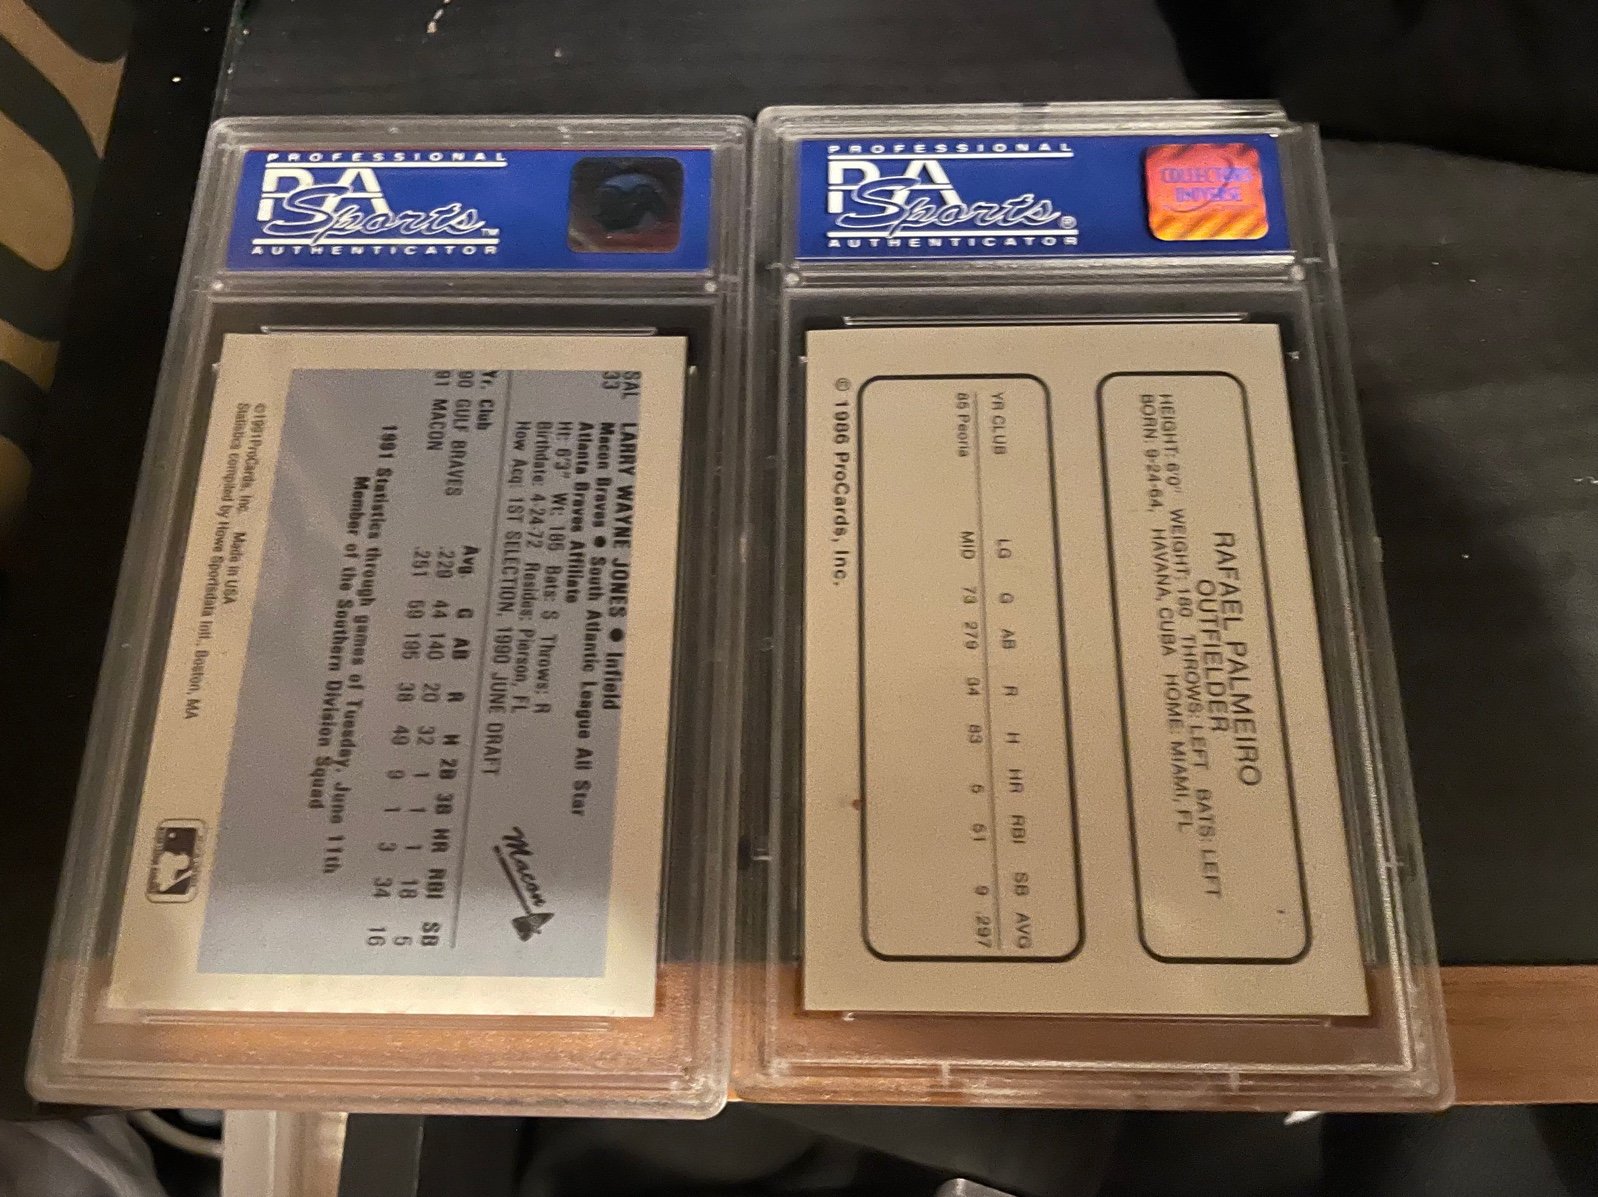 PROFESSIONAL
PSA
Sports™
AUTHENTICATOR
SAL
33
LARRY WAYNE JONES ● Infield
Macon Braves ● South Atlantic League All Star
Atlanta Braves Affiliate
Ht: 6'3" Wt: 185 Bats: S Throws: R
Birthdate: 4-24-72 Resides: Pierson, FL
How Acq: 1ST SELECTION, 1990 JUNE DRAFT
Macon
Yr. Club Avg. G AB R H 2B 3B HR RBI SB
90 GULF BRAVES .229 44 140 20 32 1 1 1 18 5
91 MACON .251 69 195 38 49 9 1 3 34 16
1991 Statistics through games of Tuesday, June 11th
Member of the Southern Division Squad
©1991 ProCards, Inc. Made in USA
Statistics compiled by Howe Sportsdata Intl., Boston, MA
PROFESSIONAL
PSA
Sports®
AUTHENTICATOR
COLLECTORS
UNIVERSE
RAFAEL PALMEIRO
OUTFIELDER
HEIGHT: 6'0" WEIGHT: 180 THROWS: LEFT BATS: LEFT
BORN: 9-24-64, HAVANA, CUBA HOME: MIAMI, FL
YR CLUB LG G AB R H HR RBI SB AVG
85 Peoria MID 73 279 34 83 5 51 9 .297
© 1986 ProCards, Inc.